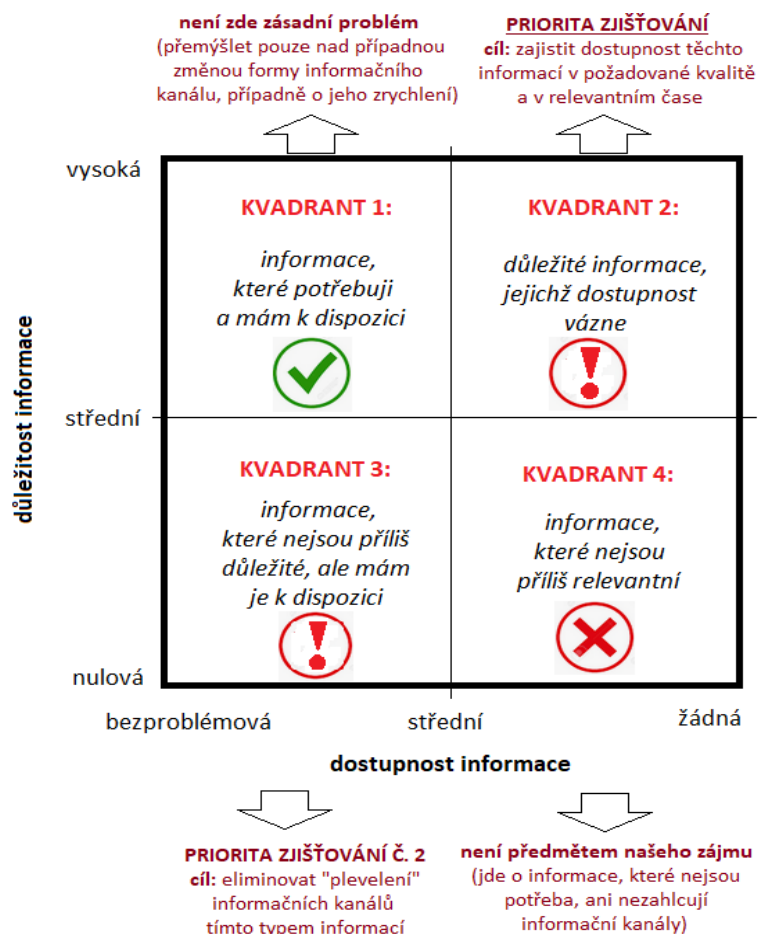 není zde zásadní problém
(přemýšlet pouze nad případnou
změnou formy informačního
kanálu, případně o jeho zrychlení)
PRIORITA ZJIŠŤOVÁNÍ
cíl: zajistit dostupnost těchto
informací v požadované kvalitě
a v relevantním čase
vysoká
KVADRANT 1:
informace,
které potřebuji
a mám k dispozici
KVADRANT 2:
důležité informace,
jejichž dostupnost
vázne
důležitost informace
střední
KVADRANT 3:
informace,
které nejsou příliš
důležité, ale mám
je k dispozici
KVADRANT 4:
informace,
které nejsou
příliš relevantní
nulová
bezproblémová
střední
žádná
dostupnost informace
PRIORITA ZJIŠŤOVÁNÍ Č. 2
cíl: eliminovat "plevelení"
informačních kanálů
tímto typem informací
není předmětem našeho zájmu
(jde o informace, které nejsou
potřeba, ani nezahlcují
informační kanály)